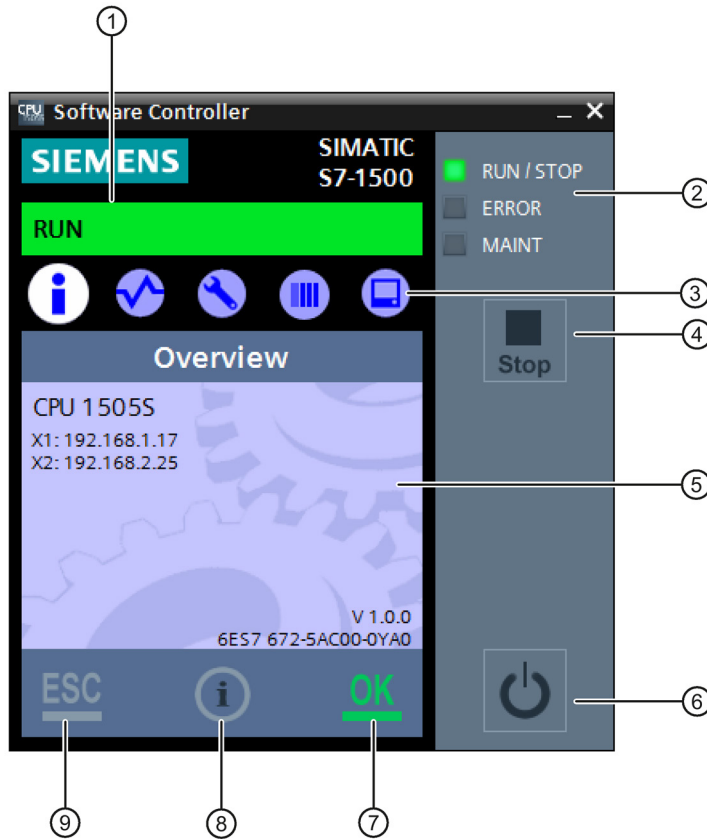 1
CPU Software Controller
SIEMENS
SIMATIC
S7-1500
RUN / STOP
2
ERROR
MAINT
RUN
3
4
Stop
Overview
CPU 1505S
X1: 192.168.1.17
X2: 192.168.2.25
5
V 1.0.0
6ES7 672-5AC00-0YA0
ESC
i
OK
6
9
8
7